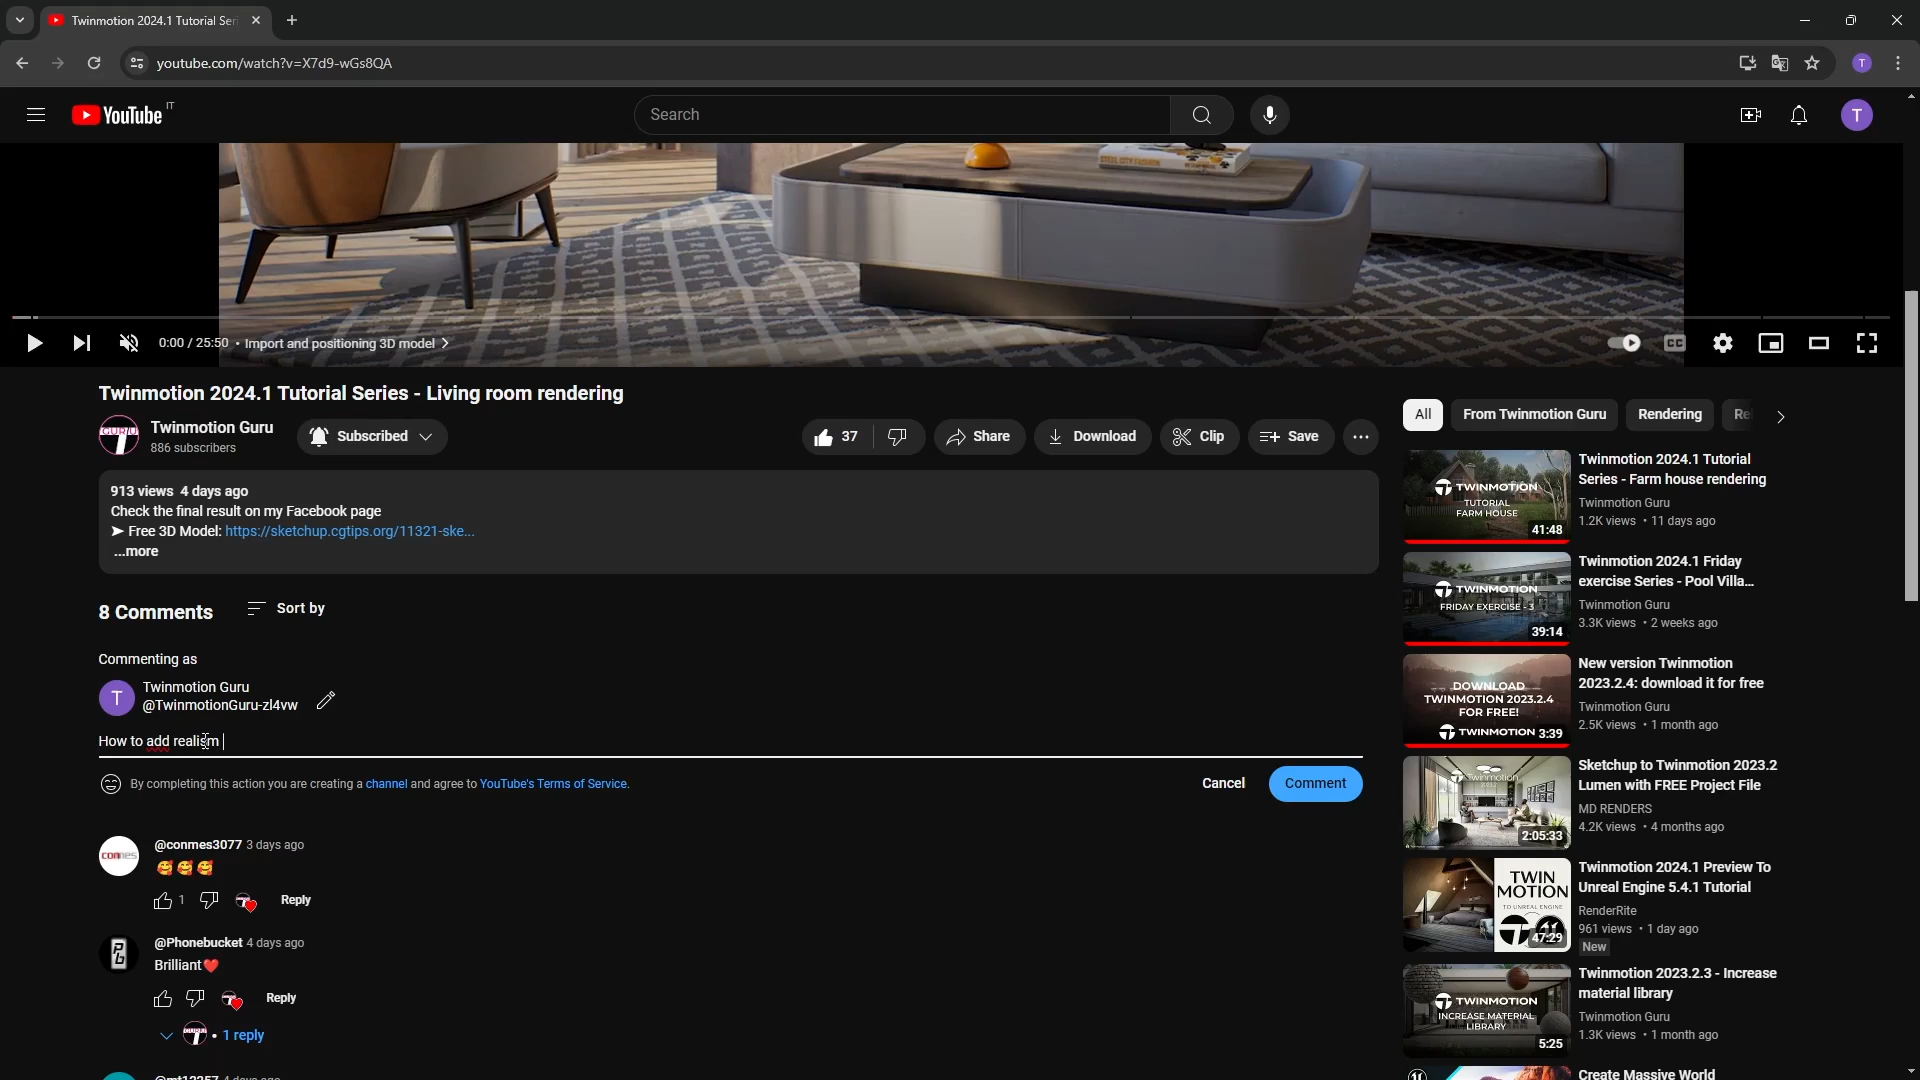 Twinmotion 2024.1 Tutorial Ser
youtube.com/watch?v=X7d9-wGs8QA
T
YouTube IT
Search
T
0:00 / 25:50 • Import and positioning 3D model
CC
Twinmotion 2024.1 Tutorial Series - Living room rendering
Twinmotion Guru
886 subscribers
Subscribed
37
Share
Download
Clip
Save
913 views 4 days ago
Check the final result on my Facebook page
➤ Free 3D Model: https://sketchup.cgtips.org/11321-ske...
...more
8 Comments
Sort by
Commenting as
T
Twinmotion Guru
@TwinmotionGuru-zl4vw
How to add realism
By completing this action you are creating a channel and agree to YouTube's Terms of Service.
Cancel
Comment
@conmes3077 3 days ago
🥰🥰🥰
1
Reply
@Phonebucket 4 days ago
Brilliant❤️
Reply
• 1 reply
All
From Twinmotion Guru
Rendering
Re
TWINMOTION
TUTORIAL
FARM HOUSE
41:48
Twinmotion 2024.1 Tutorial
Series - Farm house rendering
Twinmotion Guru
1.2K views • 11 days ago
TWINMOTION
FRIDAY EXERCISE - 3
39:14
Twinmotion 2024.1 Friday
exercise Series - Pool Villa...
Twinmotion Guru
3.3K views • 2 weeks ago
DOWNLOAD
TWINMOTION 2023.2.4
FOR FREE!
TWINMOTION
3:39
New version Twinmotion
2023.2.4: download it for free
Twinmotion Guru
2.5K views • 1 month ago
2:05:33
Sketchup to Twinmotion 2023.2
Lumen with FREE Project File
MD RENDERS
4.2K views • 4 months ago
TWIN
MOTION
TO UNREAL ENGINE
47:29
Twinmotion 2024.1 Preview To
Unreal Engine 5.4.1 Tutorial
RenderRite
961 views • 1 day ago
New
TWINMOTION
INCREASE MATERIAL
LIBRARY
5:25
Twinmotion 2023.2.3 - Increase
material library
Twinmotion Guru
1.3K views • 1 month ago
Create Massive World